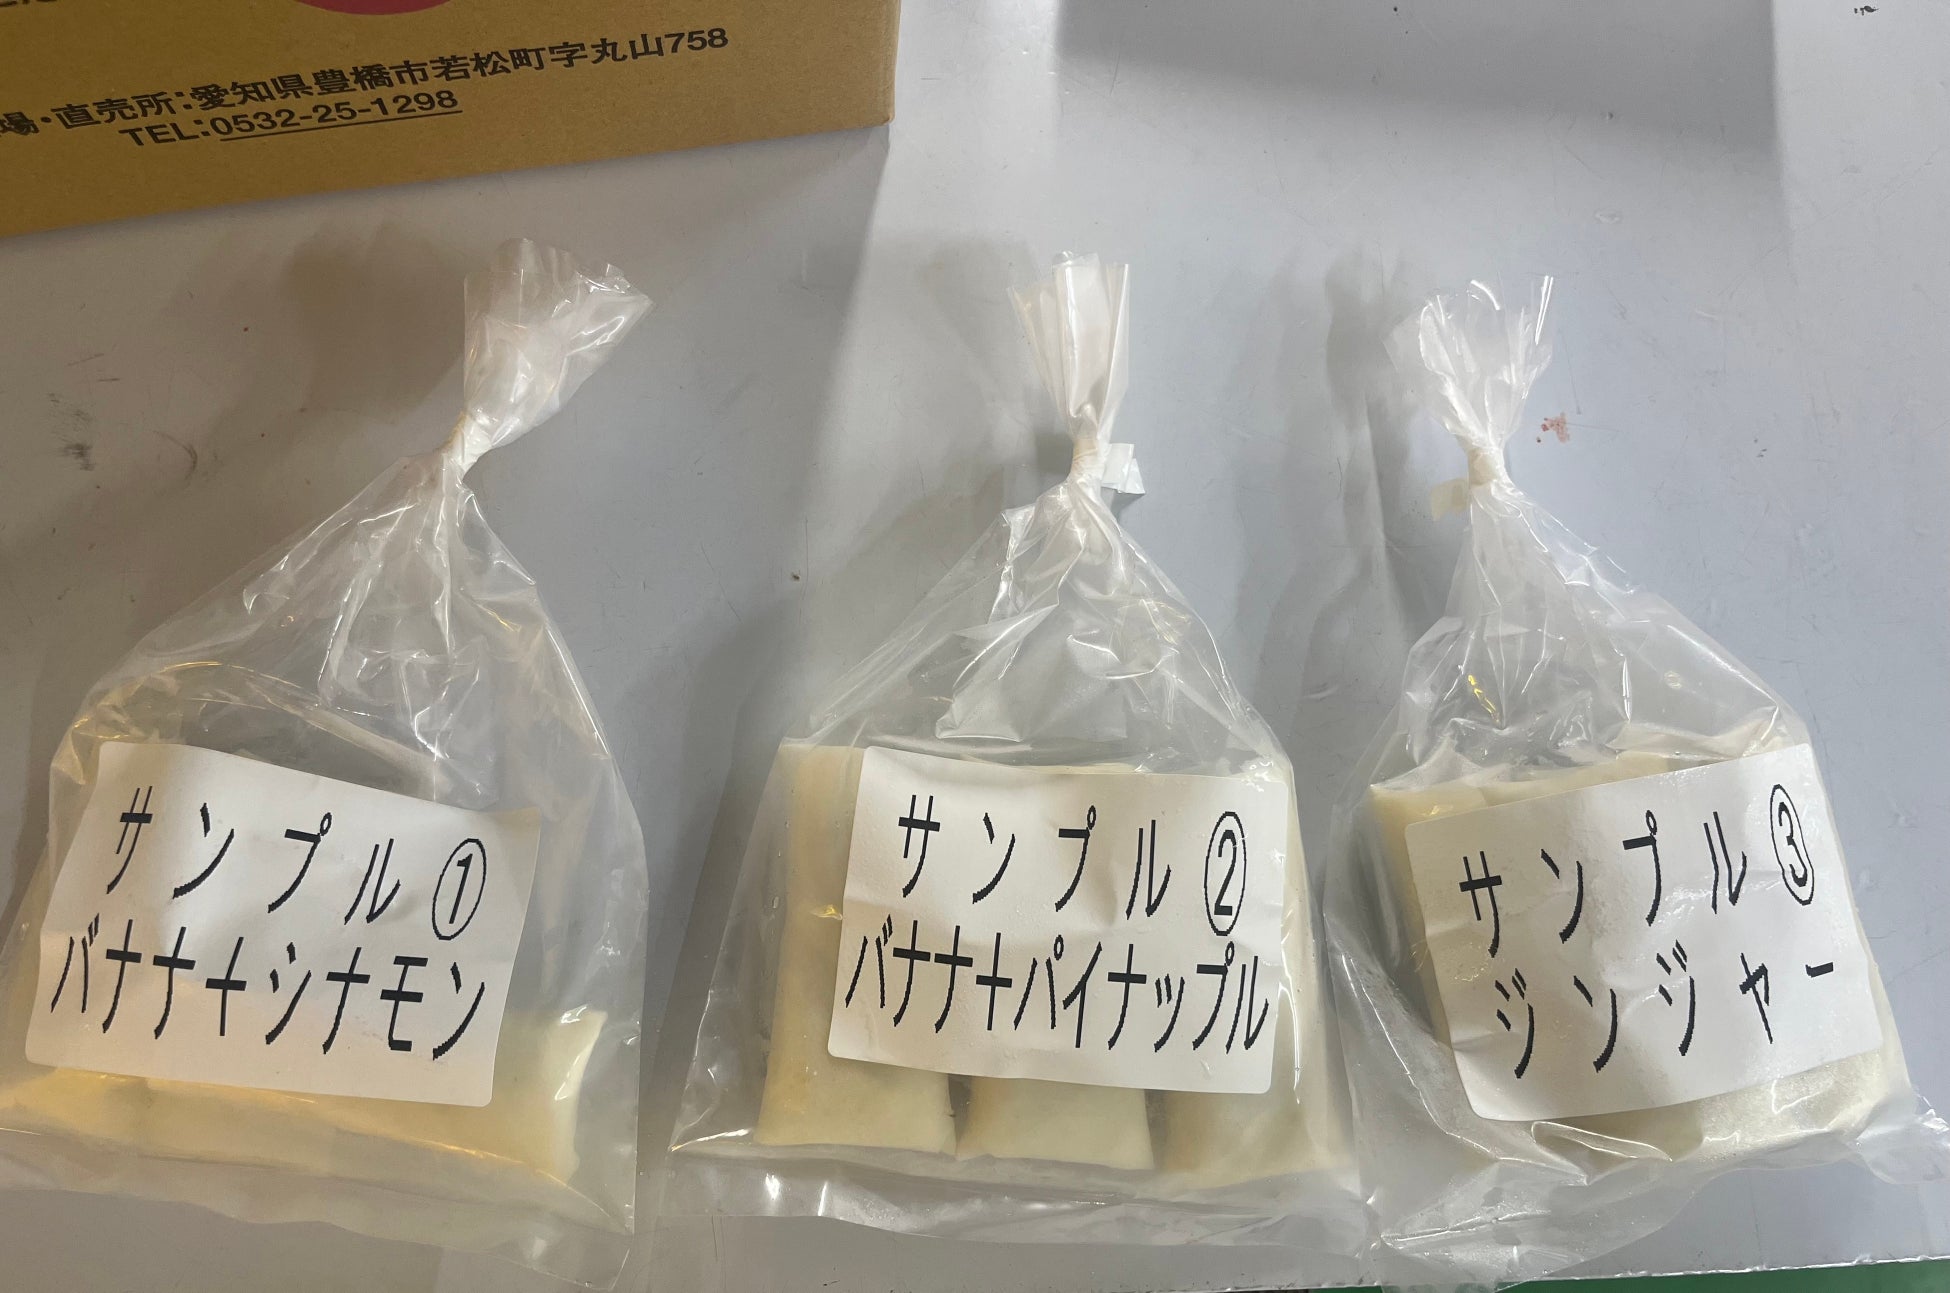 場・直売所：愛知県豊橋市若松町字丸山758
TEL：0532-25-1298
サンプル①
バナナ＋シナモン
サンプル②
バナナ＋パイナップル
サンプル③
ジンジャー